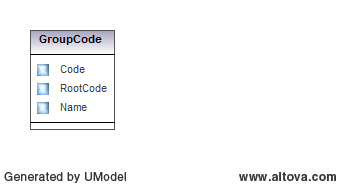 GroupCode
Code
RootCode
Name
Generated by UModel www.altova.com